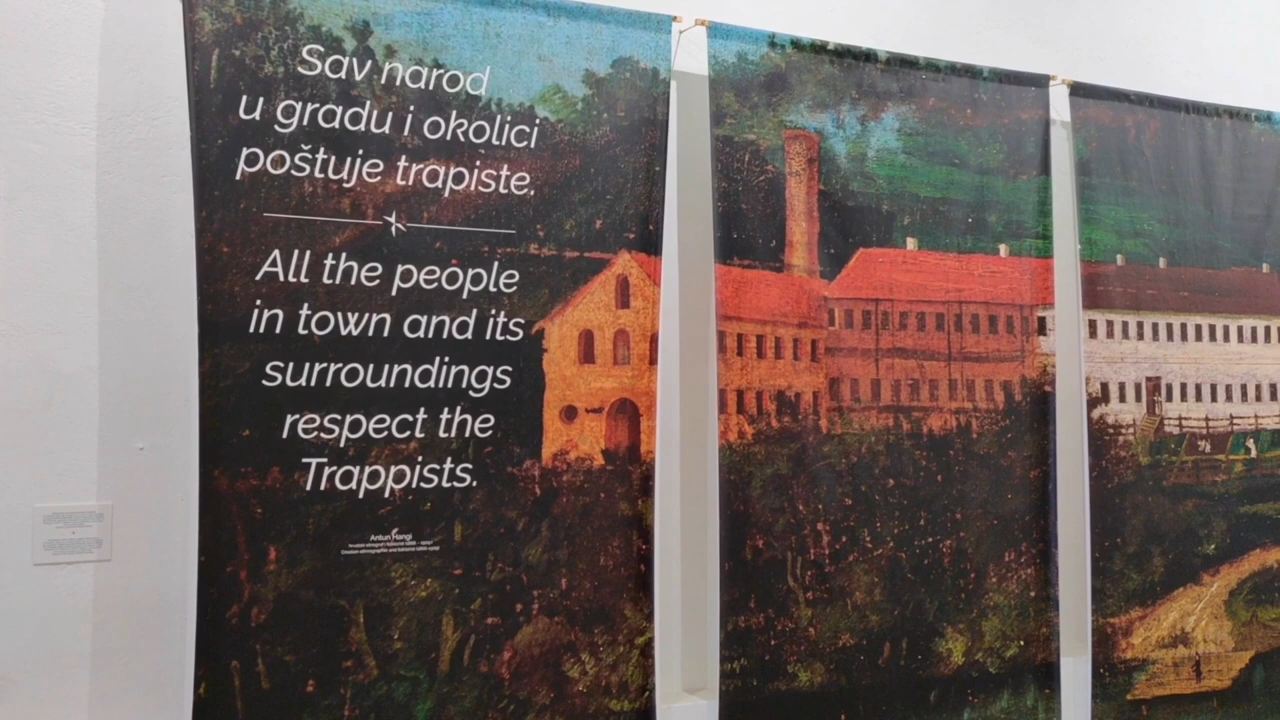 Sav narod
u gradu i okolici
poštuje trapiste.
All the people
in town and its
surroundings
respect the
Trappists.
Antun Hangi